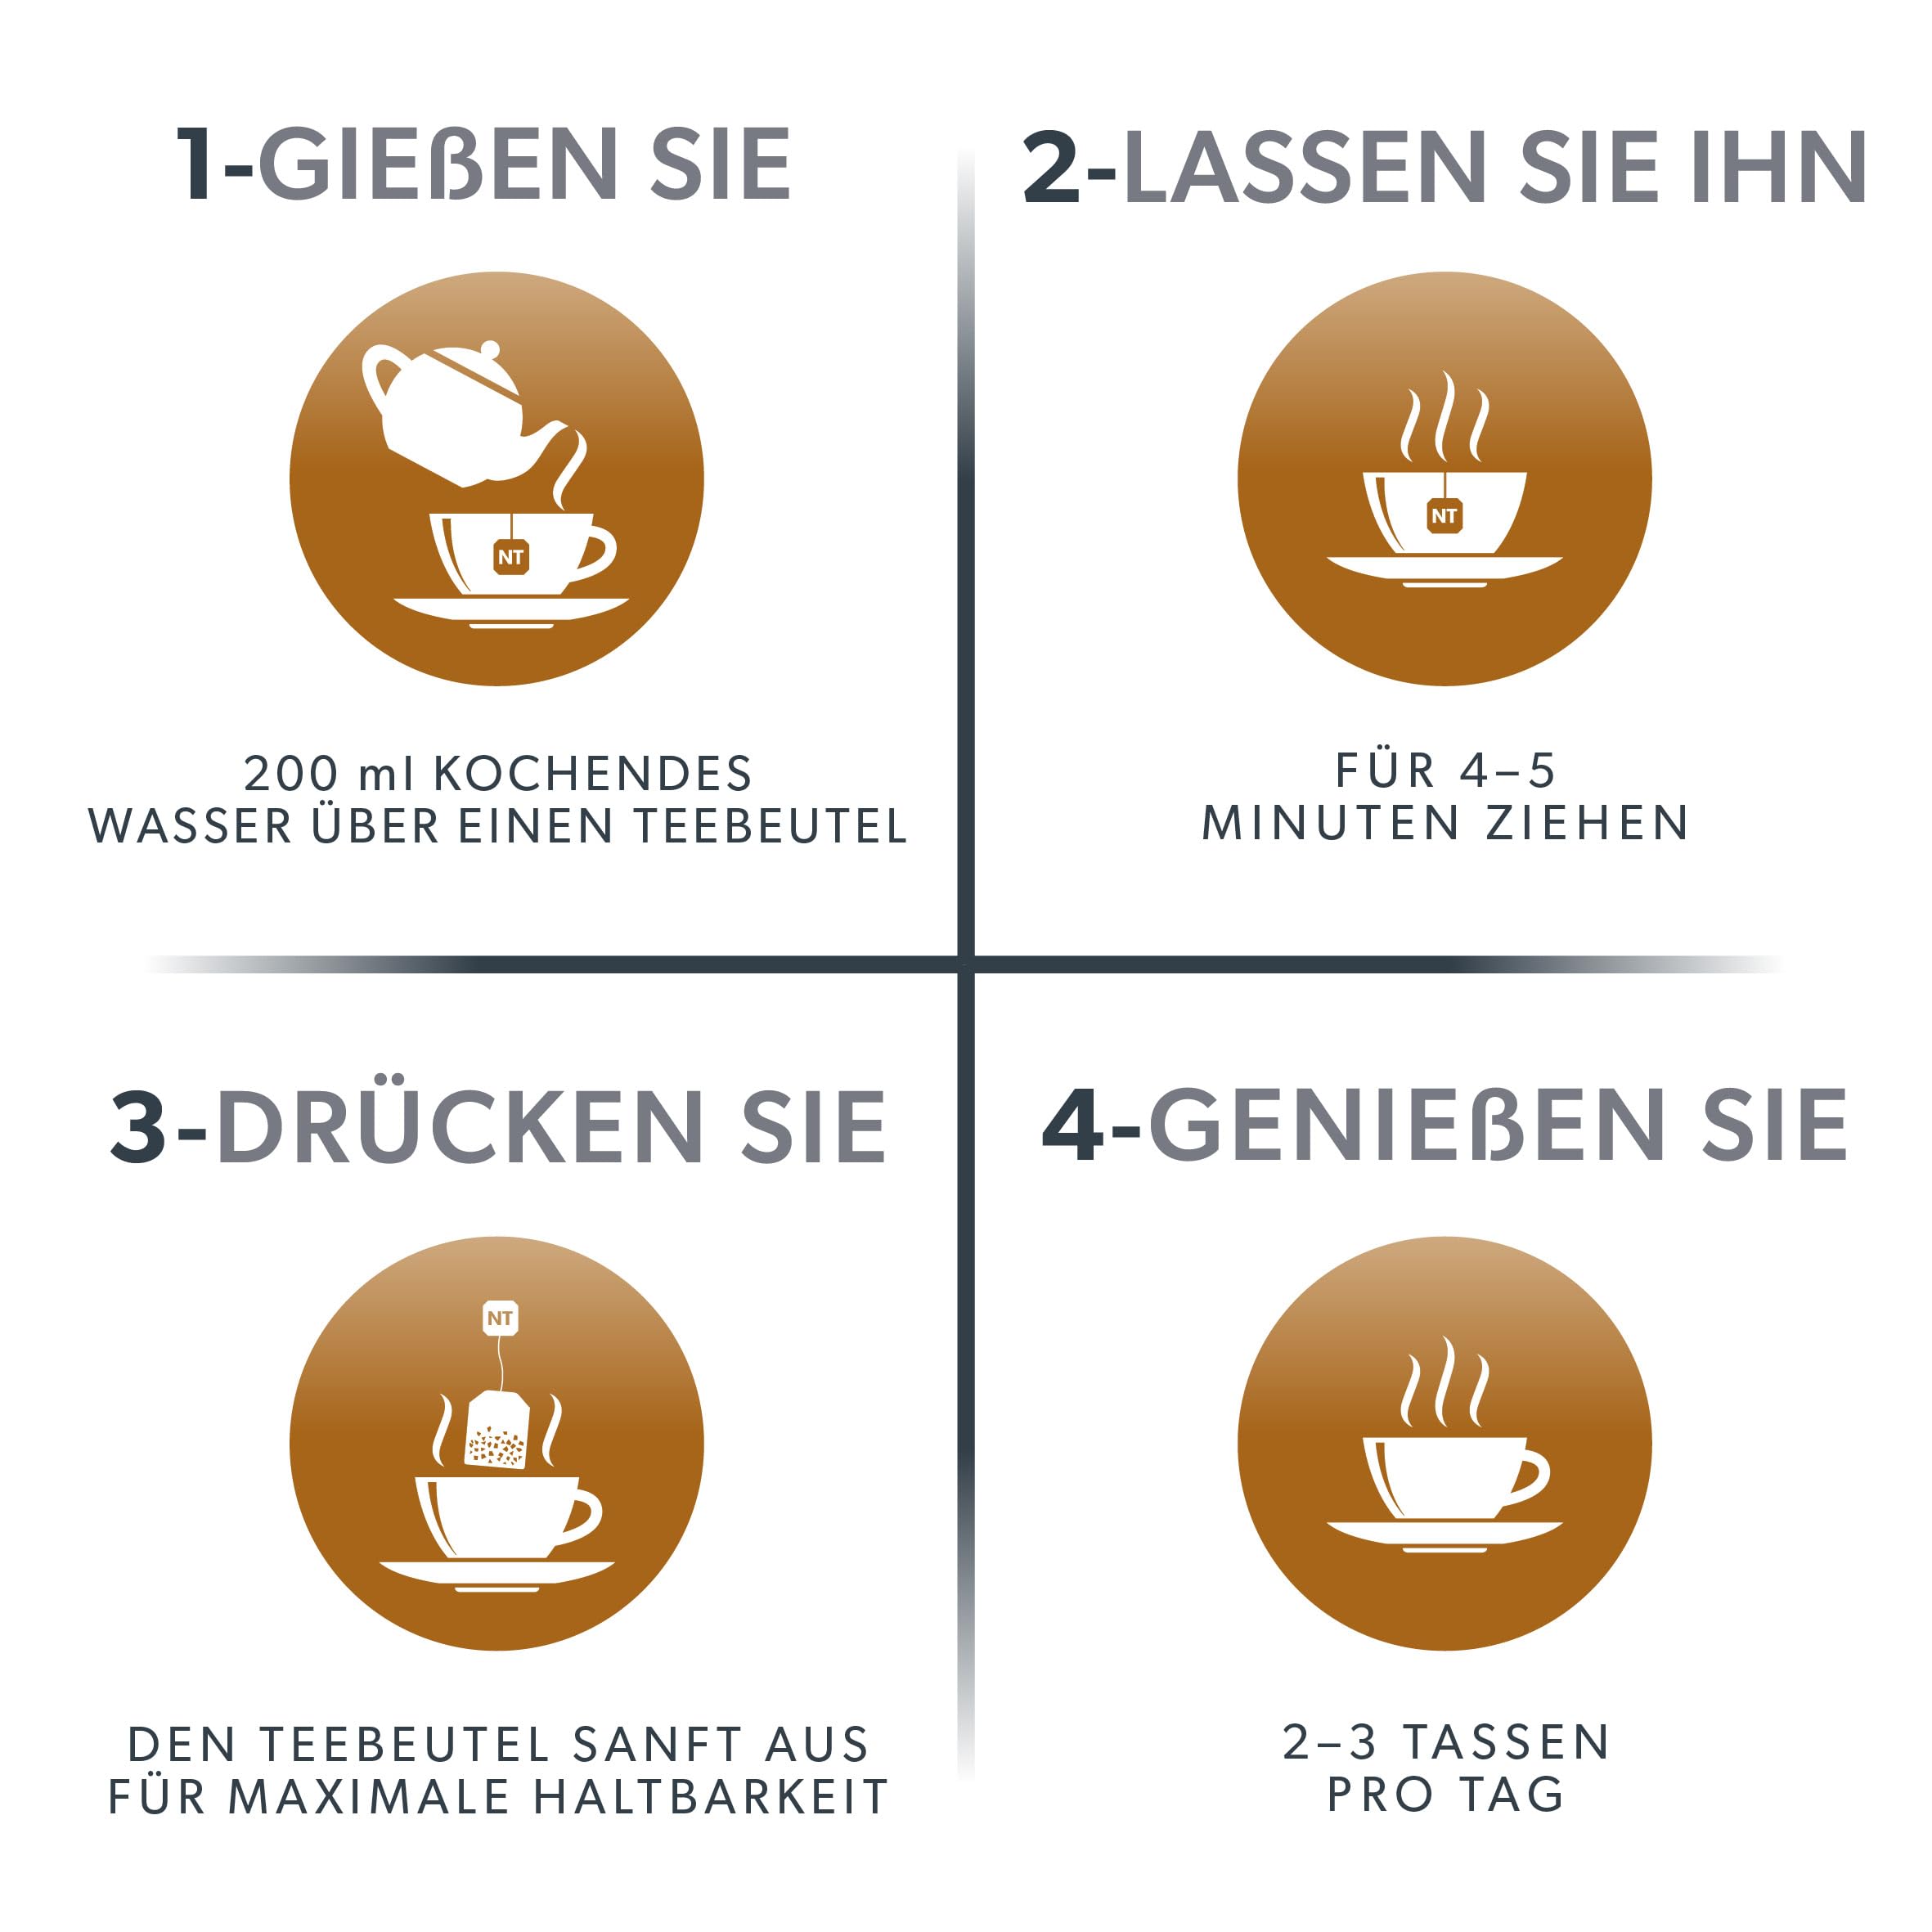 1-GIEßEN SIE
NT
200 ml KOCHENDES
WASSER ÜBER EINEN TEEBEUTEL
2-LASSEN SIE IHN
NT
FÜR 4–5
MINUTEN ZIEHEN
3-DRÜCKEN SIE
NT
DEN TEEBEUTEL SANFT AUS
FÜR MAXIMALE HALTBARKEIT
4-GENIEßEN SIE
2–3 TASSEN
PRO TAG